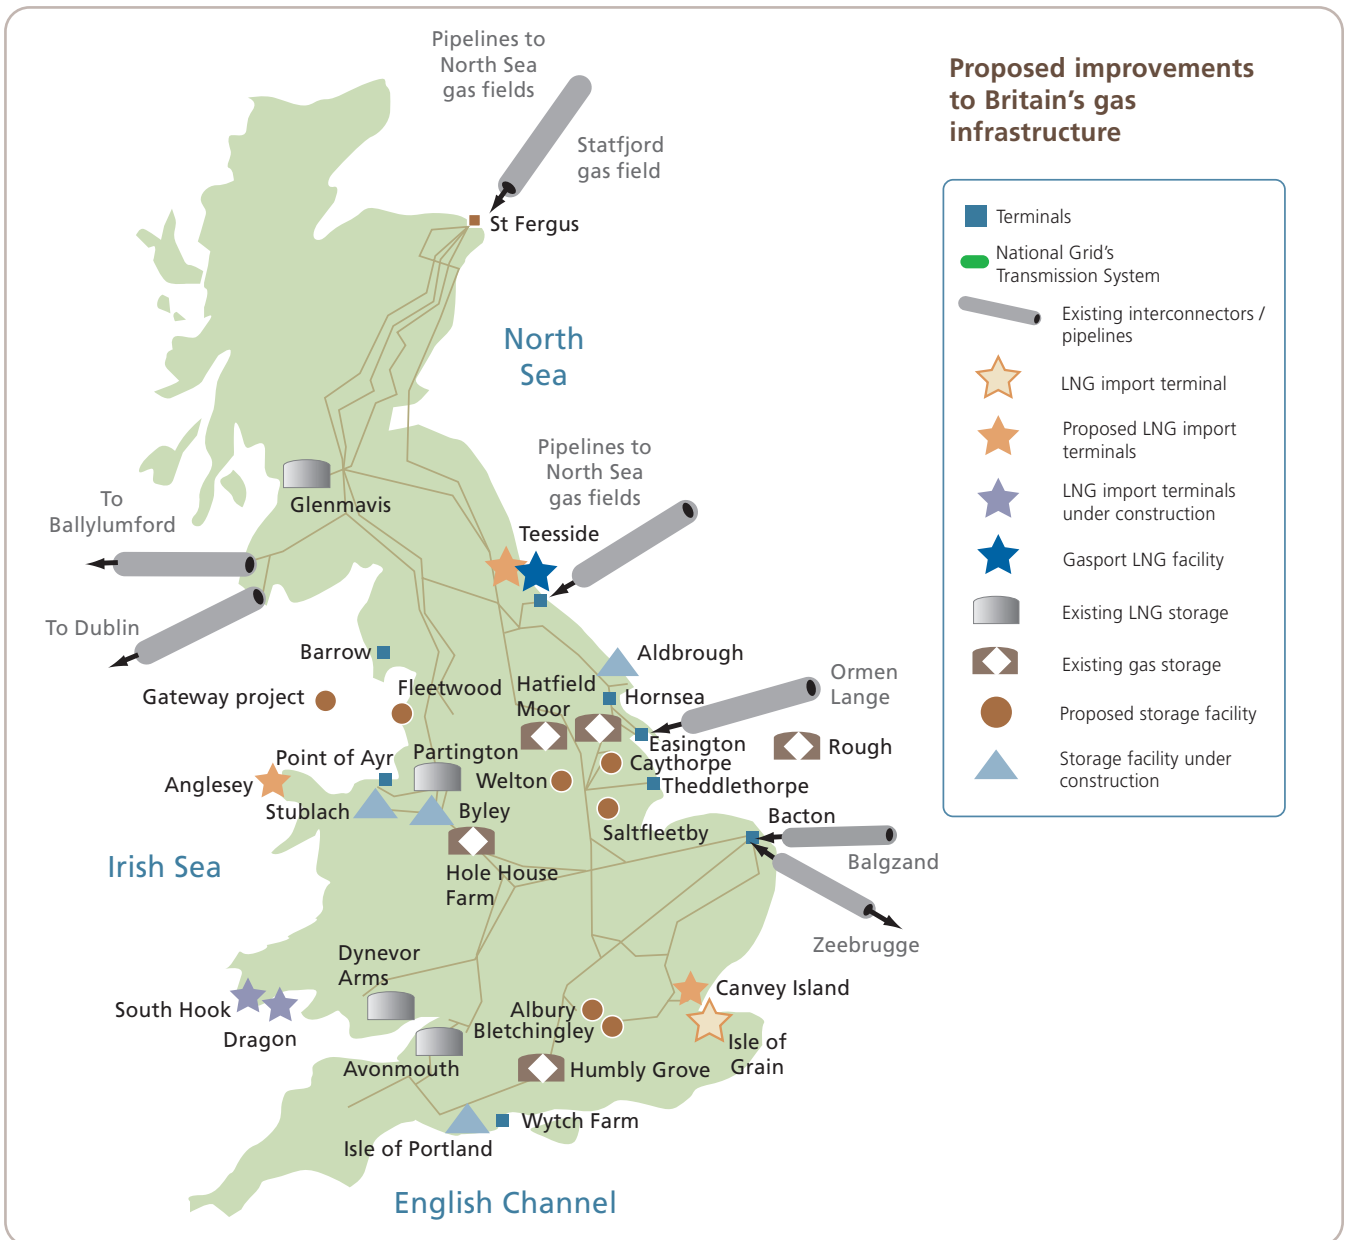 Pipelines to
North Sea
gas fields
Statfjord
gas field
St Fergus
North
Sea
Pipelines to
North Sea
gas fields
Glenmavis
To
Ballylumford
Teesside
To Dublin
Barrow
Aldbrough
Gateway project
Fleetwood
Hatfield
Moor
Hornsea
Ormen
Lange
Easington
Rough
Point of Ayr
Partington
Caythorpe
Anglesey
Welton
Theddlethorpe
Stublach
Byley
Saltfleetby
Bacton
Balgzand
Irish Sea
Hole House
Farm
Zeebrugge
Dynevor
Arms
South Hook
Dragon
Canvey Island
Albury
Bletchingley
Isle of
Grain
Avonmouth
Humbly Grove
Wytch Farm
Isle of Portland
English Channel
Proposed improvements
to Britain’s gas
infrastructure
Terminals
National Grid’s
Transmission System
Existing interconnectors /
pipelines
LNG import terminal
Proposed LNG import
terminals
LNG import terminals
under construction
Gasport LNG facility
Existing LNG storage
Existing gas storage
Proposed storage facility
Storage facility under
construction